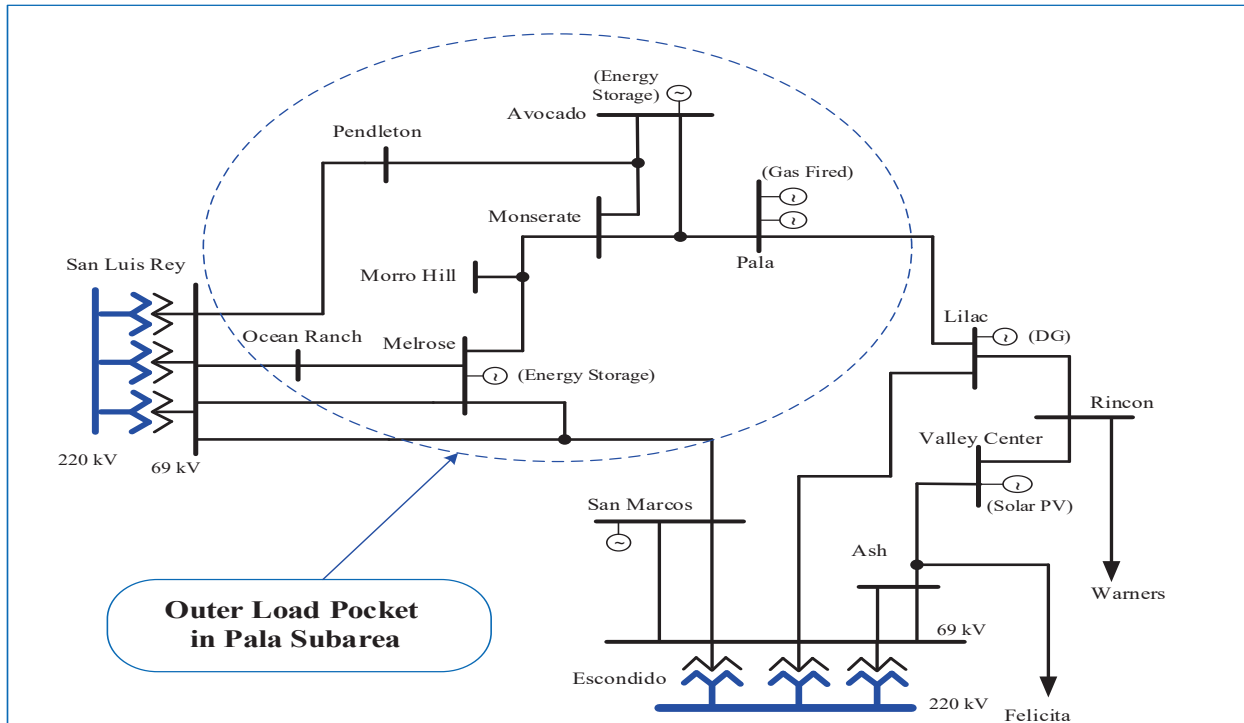 (Energy
Storage)
Avocado
Pendleton
(Gas Fired)
Monserate
Pala
San Luis Rey
Morro Hill
Lilac
(DG)
Ocean Ranch
Melrose
(Energy Storage)
Rincon
Valley Center
220 kV
69 kV
San Marcos
(Solar PV)
Ash
Outer Load Pocket
in Pala Subarea
Warners
69 kV
Escondido
220 kV
Felicita